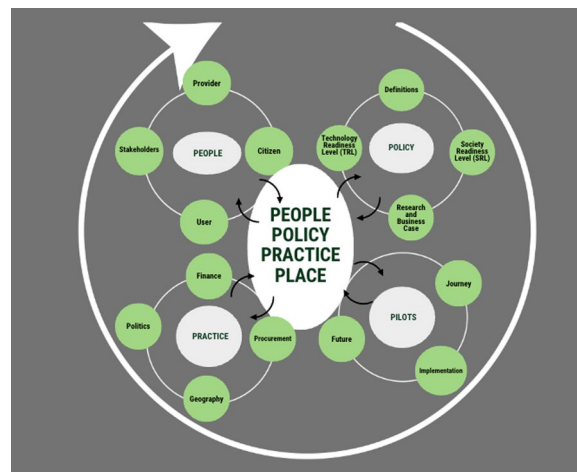 Provider
Stakeholders
PEOPLE
Citizen
User
Definitions
Technology
Readiness
Level (TRL)
POLICY
Society
Readiness
Level (SRL)
Research
and
Business
Case
PEOPLE
POLICY
PRACTICE
PLACE
Finance
Politics
PRACTICE
Procurement
Geography
Journey
PILOTS
Future
Implementation